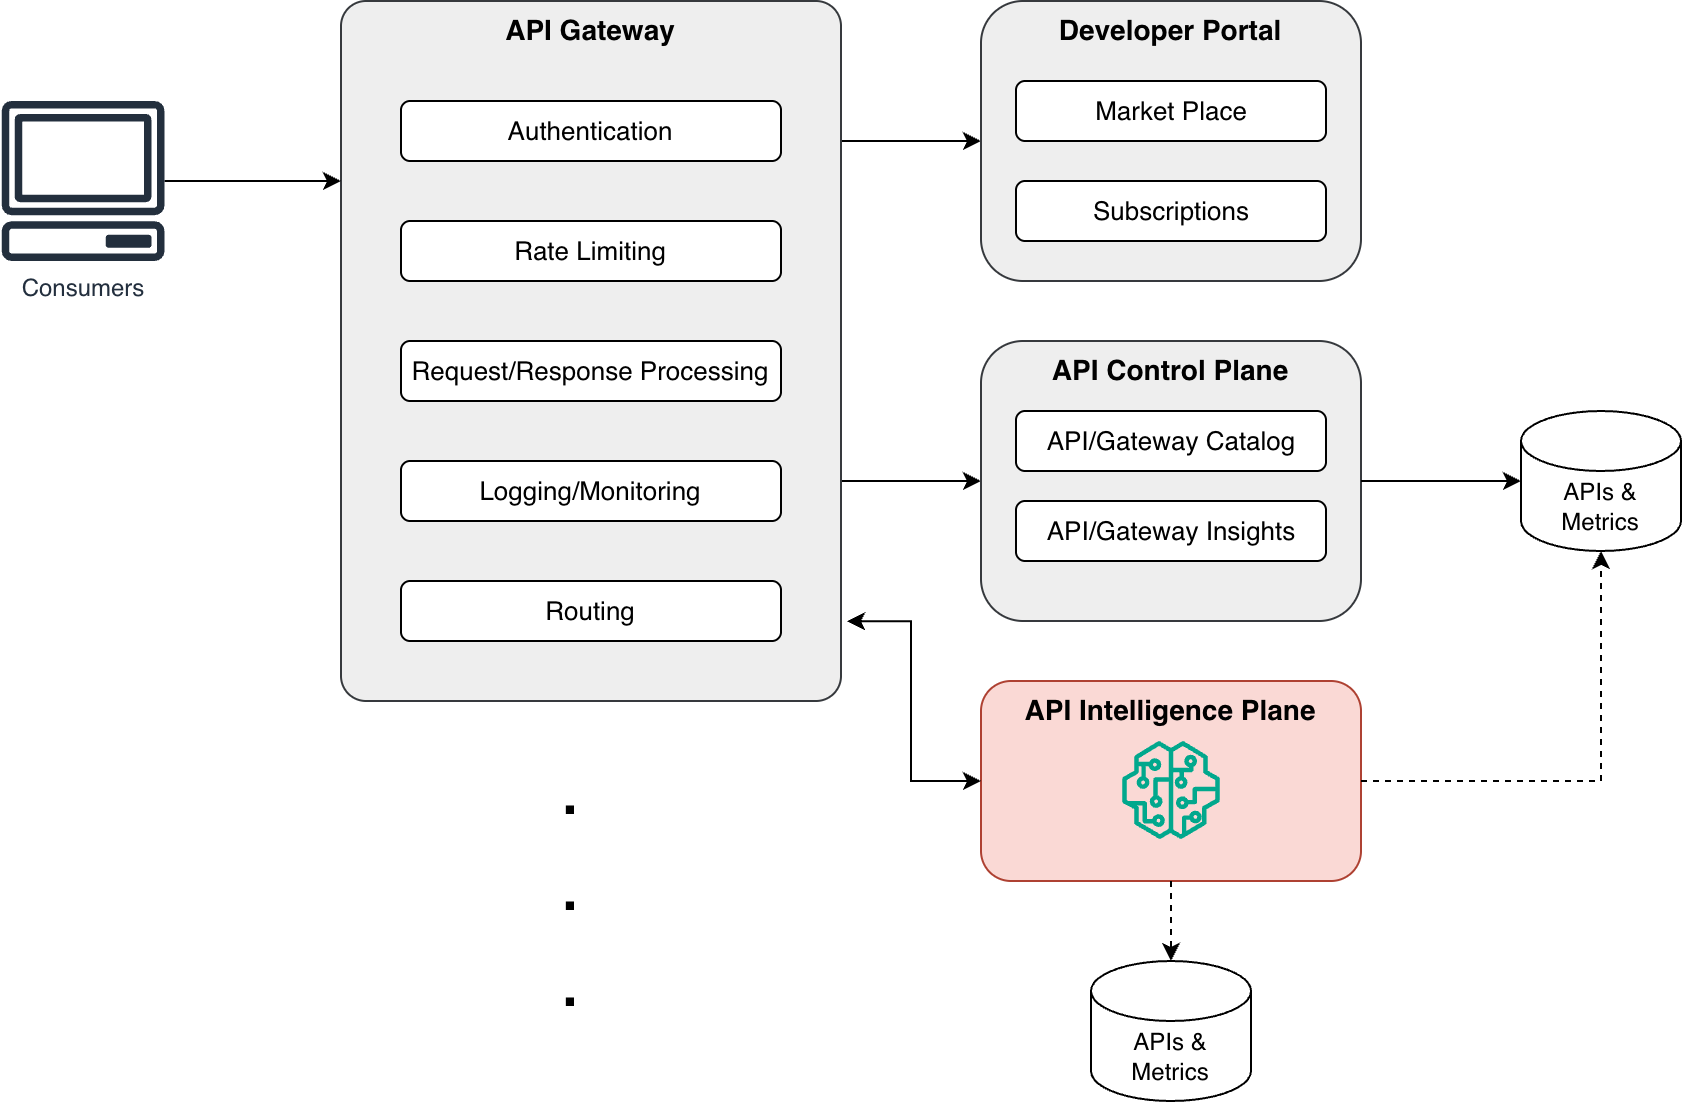 API Gateway
Authentication
Rate Limiting
Request/Response Processing
Logging/Monitoring
Routing
Consumers
Developer Portal
Market Place
Subscriptions
API Control Plane
API/Gateway Catalog
API/Gateway Insights
APIs &
Metrics
API Intelligence Plane
APIs &
Metrics